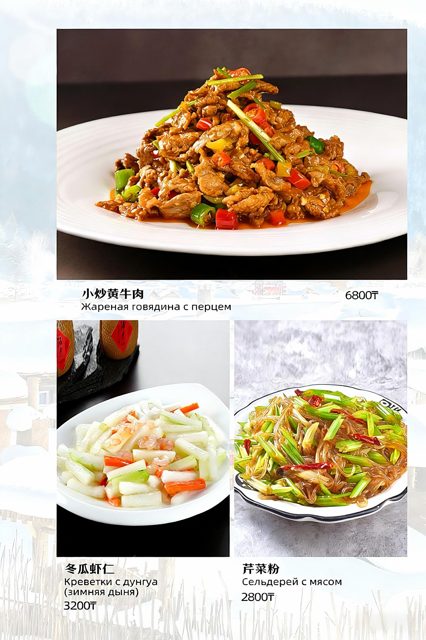 小炒黄牛肉
6800₸
Жареная говядина с перцем
冬瓜虾仁
Креветки с дунгуа
(зимняя дыня)
3200₸
芹菜粉
Сельдерей с мясом
2800₸